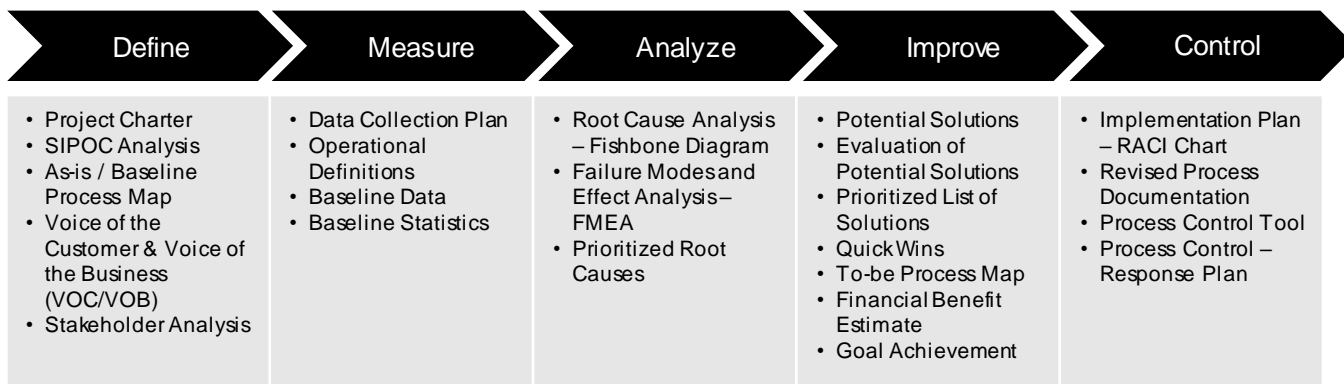 Define
Measure
Analyze
Improve
Control
• Project Charter
• SIPOC Analysis
• As-is / Baseline
Process Map
• Voice of the
Customer & Voice of
the Business
(VOC/VOB)
• Stakeholder Analysis
• Data Collection Plan
• Operational
Definitions
• Baseline Data
• Baseline Statistics
• Root Cause Analysis
– Fishbone Diagram
• Failure Modes and
Effect Analysis –
FMEA
• Prioritized Root
Causes
• Potential Solutions
• Evaluation of
Potential Solutions
• Prioritized List of
Solutions
• Quick Wins
• To-be Process Map
• Financial Benefit
Estimate
• Goal Achievement
• Implementation Plan
– RACI Chart
• Revised Process
Documentation
• Process Control Tool
• Process Control –
Response Plan